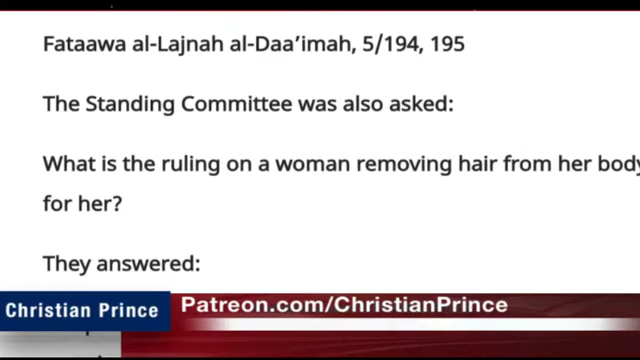 Fataawa al-Lajnah al-Daa’imah, 5/194, 195
The Standing Committee was also asked:
What is the ruling on a woman removing hair from her body
for her?
They answered:
Christian Prince
Patreon.com/ChristianPrince